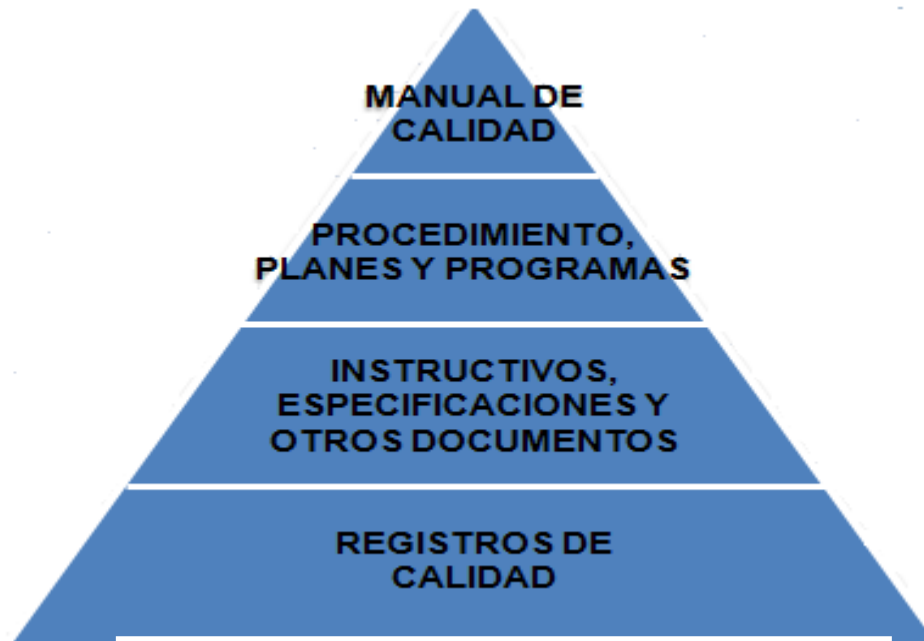 MANUAL DE
CALIDAD
PROCEDIMIENTO,
PLANES Y PROGRAMAS
INSTRUCTIVOS,
ESPECIFICACIONES Y
OTROS DOCUMENTOS
REGISTROS DE
CALIDAD